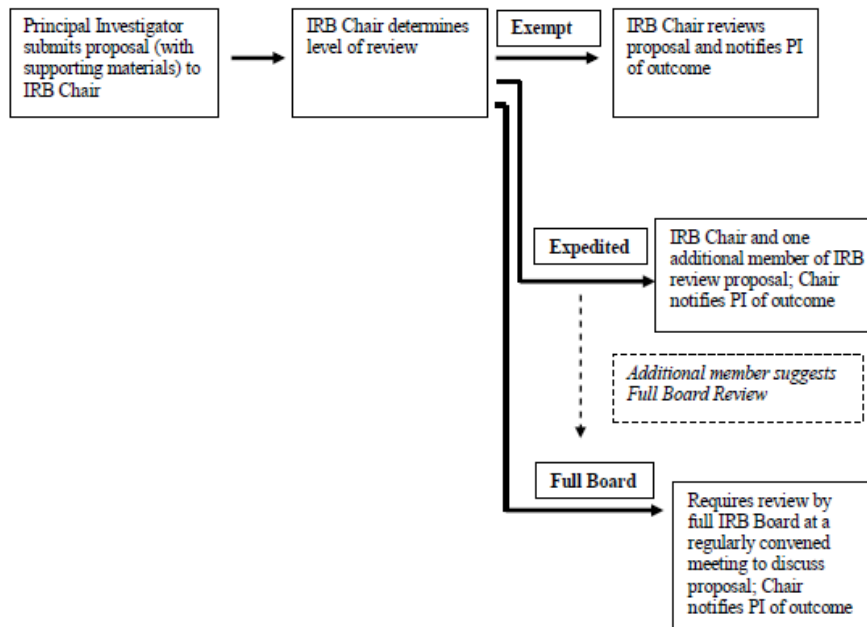 Principal Investigator
submits proposal (with
supporting materials) to
IRB Chair
IRB Chair determines
level of review
Exempt
IRB Chair reviews
proposal and notifies PI
of outcome
Expedited
IRB Chair and one
additional member of IRB
review proposal; Chair
notifies PI of outcome
Additional member suggests
Full Board Review
Full Board
Requires review by
full IRB Board at a
regularly convened
meeting to discuss
proposal; Chair
notifies PI of outcome